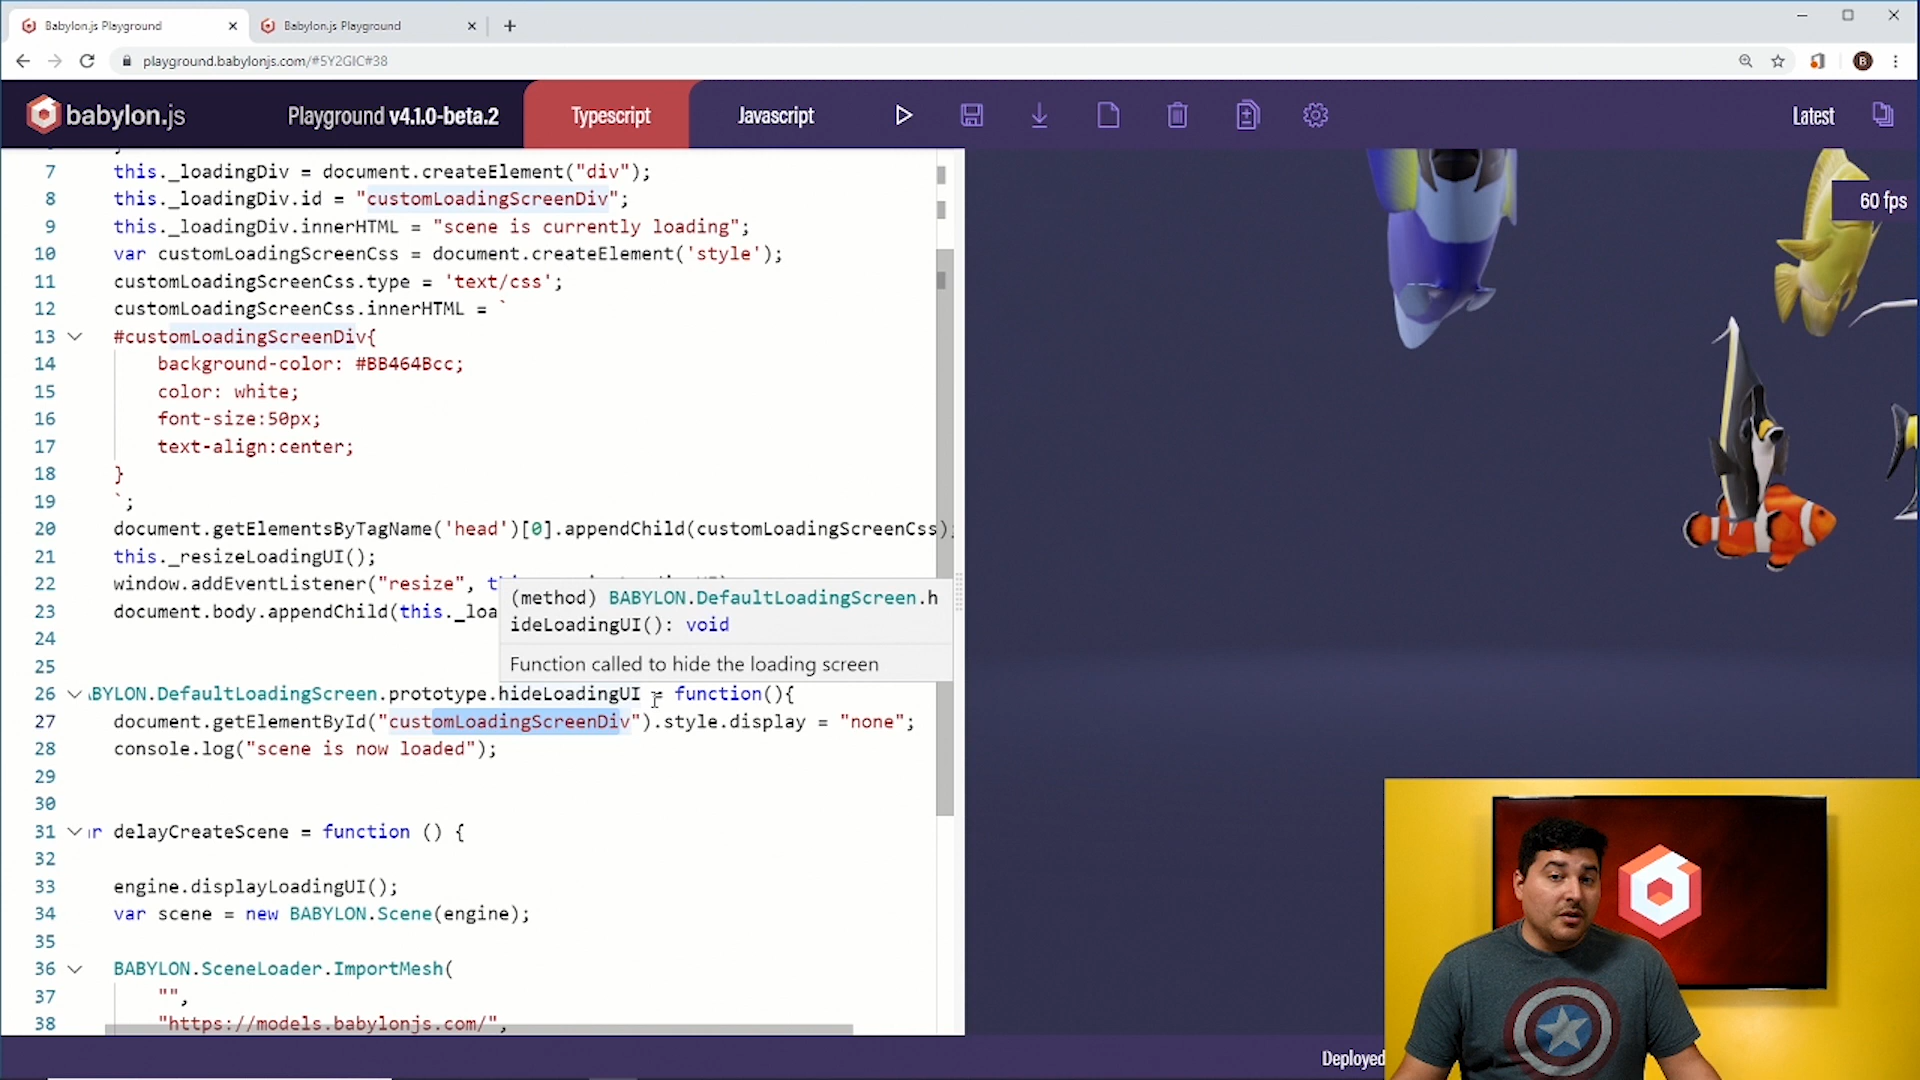 Babylon.js Playground
Babylon.js Playground
playground.babylonjs.com/#5Y2GIC#38
B
babylon.js
Playground v4.1.0-beta.2
Typescript
Javascript
Latest
60 fps
7 this._loadingDiv = document.createElement("div");
8 this._loadingDiv.id = "customLoadingScreenDiv";
9 this._loadingDiv.innerHTML = "scene is currently loading";
10 var customLoadingScreenCss = document.createElement('style');
11 customLoadingScreenCss.type = 'text/css';
12 customLoadingScreenCss.innerHTML = `
13 #customLoadingScreenDiv{
14 background-color: #BB464Bcc;
15 color: white;
16 font-size:50px;
17 text-align:center;
18 }
19 `;
20 document.getElementsByTagName('head')[0].appendChild(customLoadingScreenCss);
21 this._resizeLoadingUI();
22 window.addEventListener("resize", th
23 document.body.appendChild(this._loa
(method) BABYLON.DefaultLoadingScreen.h
ideLoadingUI(): void
Function called to hide the loading screen
24
25
26 BYLON.DefaultLoadingScreen.prototype.hideLoadingUI = function(){
27 document.getElementById("customLoadingScreenDiv").style.display = "none";
28 console.log("scene is now loaded");
29
30
31 r delayCreateScene = function () {
32
33 engine.displayLoadingUI();
34 var scene = new BABYLON.Scene(engine);
35
36 BABYLON.SceneLoader.ImportMesh(
37 "",
38 "https://models.babylonjs.com/",
Deployed